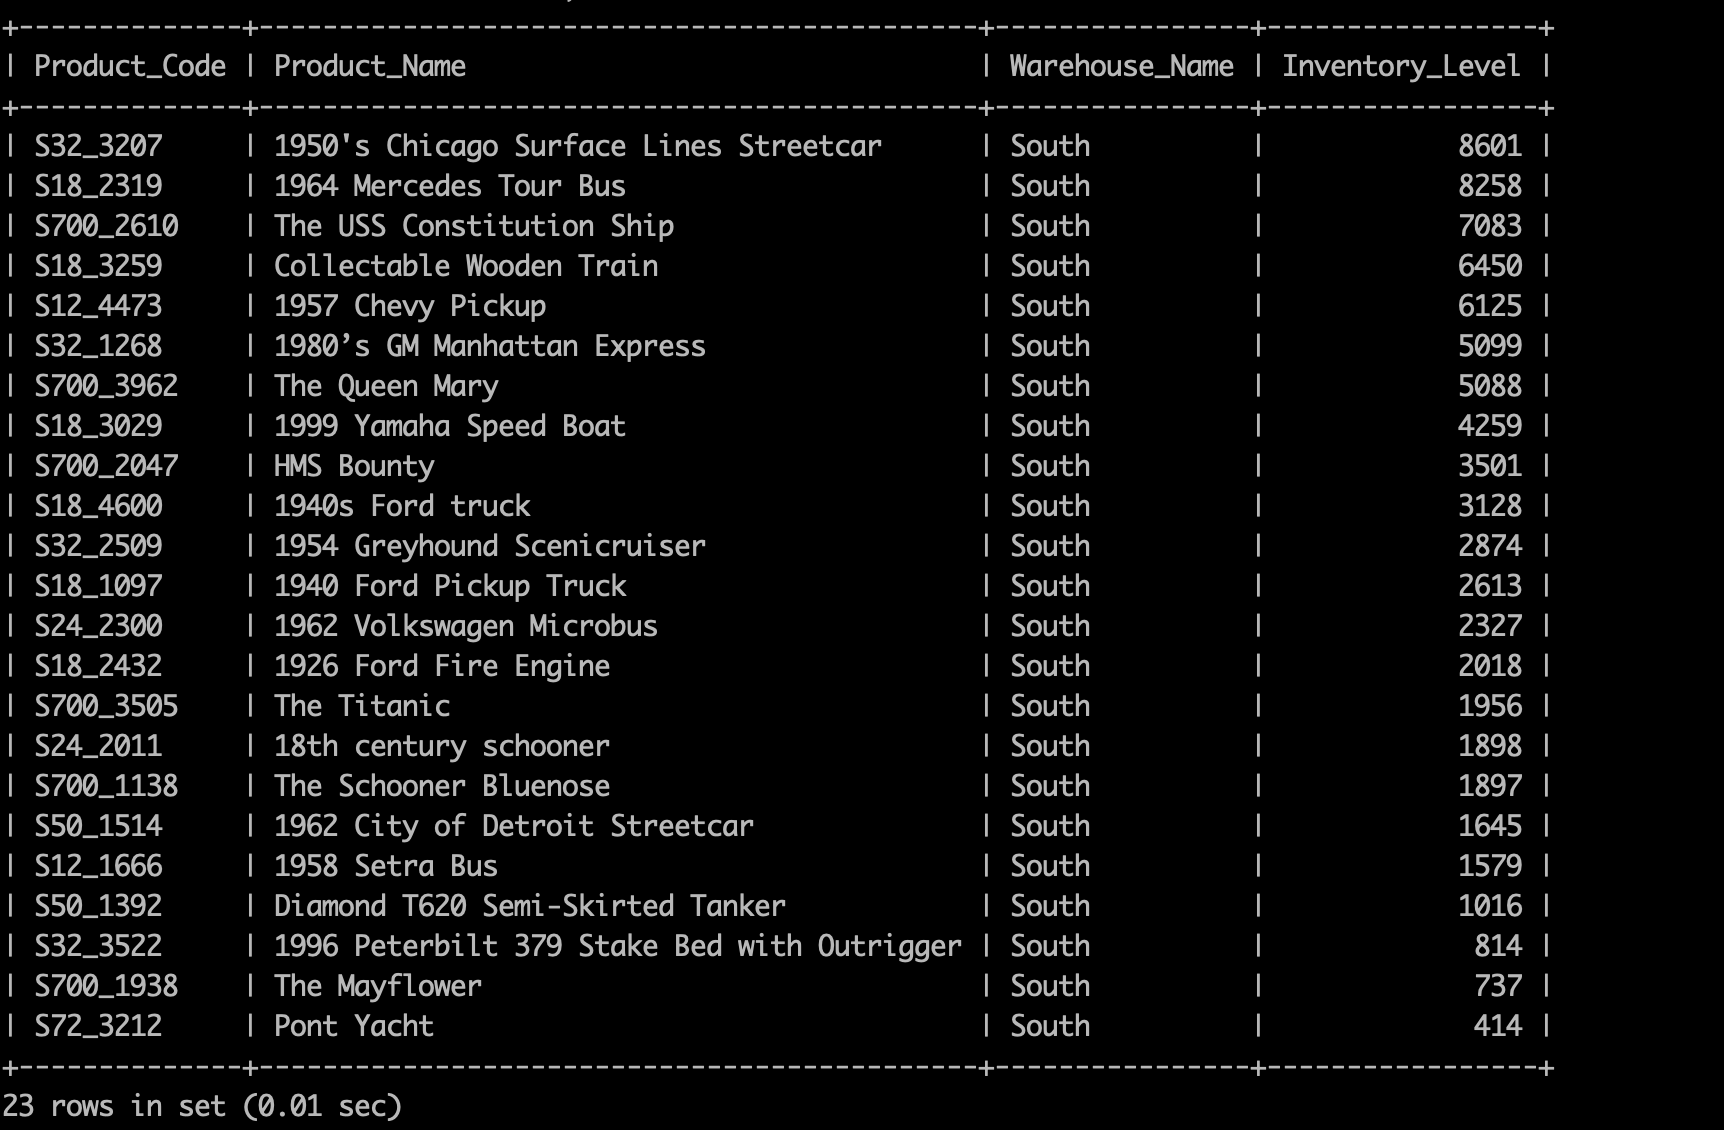 +--------------+---------------------------------------------+----------------+-----------------+
| Product_Code | Product_Name                                | Warehouse_Name | Inventory_Level |
+--------------+---------------------------------------------+----------------+-----------------+
| S32_3207     | 1950's Chicago Surface Lines Streetcar      | South          |            8601 |
| S18_2319     | 1964 Mercedes Tour Bus                      | South          |            8258 |
| S700_2610    | The USS Constitution Ship                   | South          |            7083 |
| S18_3259     | Collectable Wooden Train                    | South          |            6450 |
| S12_4473     | 1957 Chevy Pickup                           | South          |            6125 |
| S32_1268     | 1980’s GM Manhattan Express                 | South          |            5099 |
| S700_3962    | The Queen Mary                              | South          |            5088 |
| S18_3029     | 1999 Yamaha Speed Boat                      | South          |            4259 |
| S700_2047    | HMS Bounty                                  | South          |            3501 |
| S18_4600     | 1940s Ford truck                            | South          |            3128 |
| S32_2509     | 1954 Greyhound Scenicruiser                 | South          |            2874 |
| S18_1097     | 1940 Ford Pickup Truck                      | South          |            2613 |
| S24_2300     | 1962 Volkswagen Microbus                    | South          |            2327 |
| S18_2432     | 1926 Ford Fire Engine                       | South          |            2018 |
| S700_3505    | The Titanic                                 | South          |            1956 |
| S24_2011     | 18th century schooner                       | South          |            1898 |
| S700_1138    | The Schooner Bluenose                       | South          |            1897 |
| S50_1514     | 1962 City of Detroit Streetcar              | South          |            1645 |
| S12_1666     | 1958 Setra Bus                              | South          |            1579 |
| S50_1392     | Diamond T620 Semi-Skirted Tanker            | South          |            1016 |
| S32_3522     | 1996 Peterbilt 379 Stake Bed with Outrigger | South          |             814 |
| S700_1938    | The Mayflower                               | South          |             737 |
| S72_3212     | Pont Yacht                                  | South          |             414 |
+--------------+---------------------------------------------+----------------+-----------------+
23 rows in set (0.01 sec)